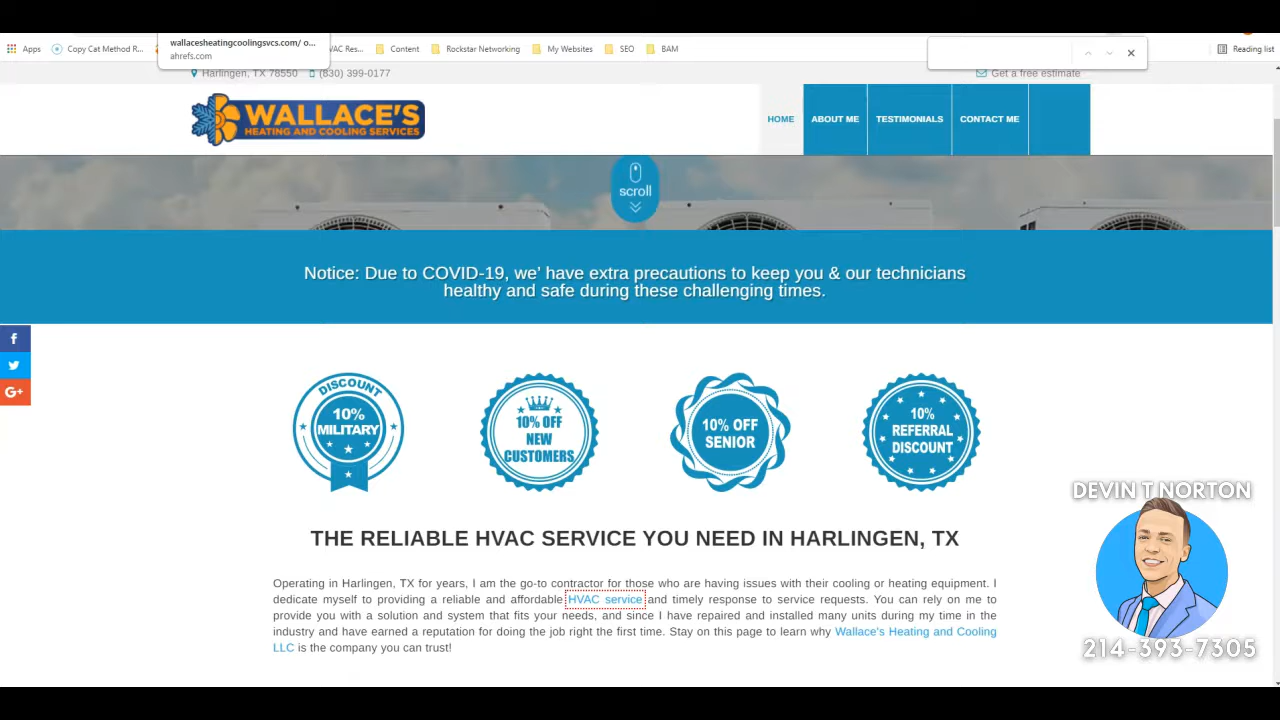 wallacesheatingcoolingsvcs.com/ o...
ahrefs.com
Apps
Copy Cat Method R...
VAC Res...
Content
Rockstar Networking
My Websites
SEO
BAM
Reading list
Harlingen, TX 78550
(830) 399-0177
Get a free estimate
WALLACE'S
HEATING AND COOLING SERVICES
HOME
ABOUT ME
TESTIMONIALS
CONTACT ME
scroll
Notice: Due to COVID-19, we' have extra precautions to keep you & our technicians
healthy and safe during these challenging times.
f
G+
DISCOUNT
10%
MILITARY
10% OFF
NEW
CUSTOMERS
10% OFF
SENIOR
10%
REFERRAL
DISCOUNT
THE RELIABLE HVAC SERVICE YOU NEED IN HARLINGEN, TX
Operating in Harlingen, TX for years, I am the go-to contractor for those who are having issues with their cooling or heating equipment. I
dedicate myself to providing a reliable and affordable HVAC service and timely response to service requests. You can rely on me to
provide you with a solution and system that fits your needs, and since I have repaired and installed many units during my time in the
industry and have earned a reputation for doing the job right the first time. Stay on this page to learn why Wallace's Heating and Cooling
LLC is the company you can trust!
DEVIN T NORTON
214-393-7305